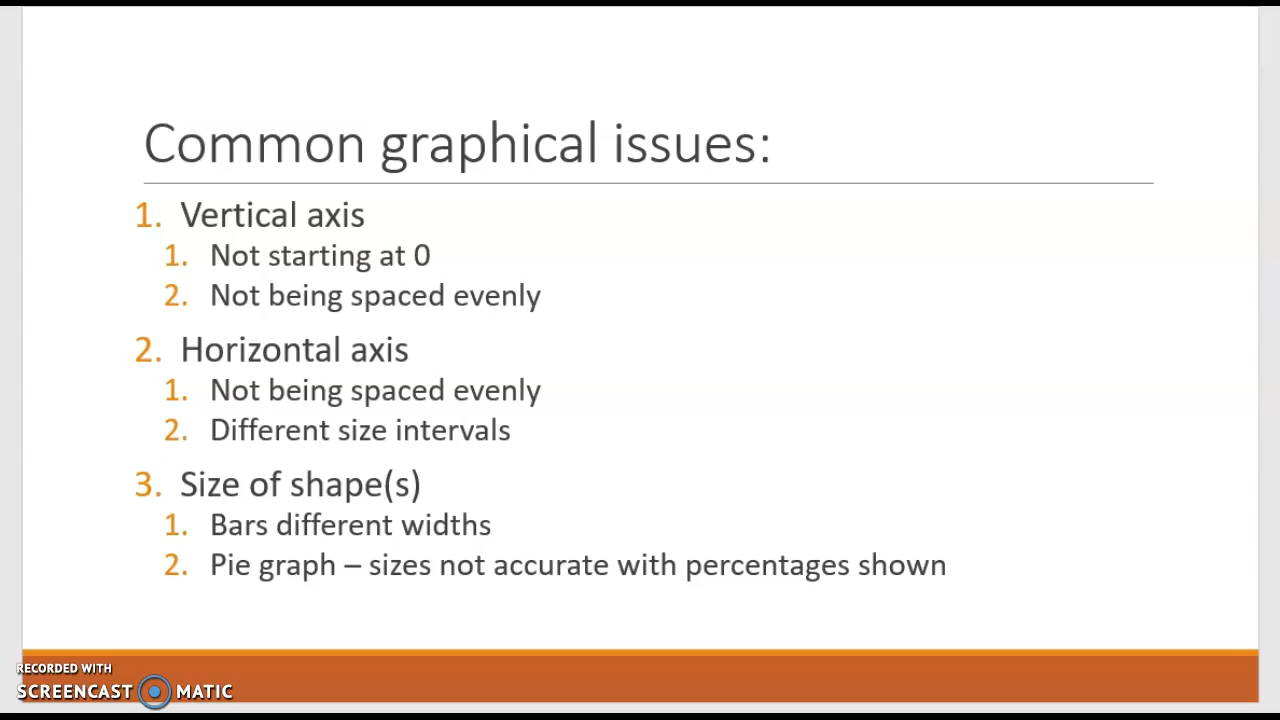 Common graphical issues:
1. Vertical axis
1. Not starting at 0
2. Not being spaced evenly
2. Horizontal axis
1. Not being spaced evenly
2. Different size intervals
3. Size of shape(s)
1. Bars different widths
2. Pie graph – sizes not accurate with percentages shown
RECORDED WITH
SCREENCAST MATIC